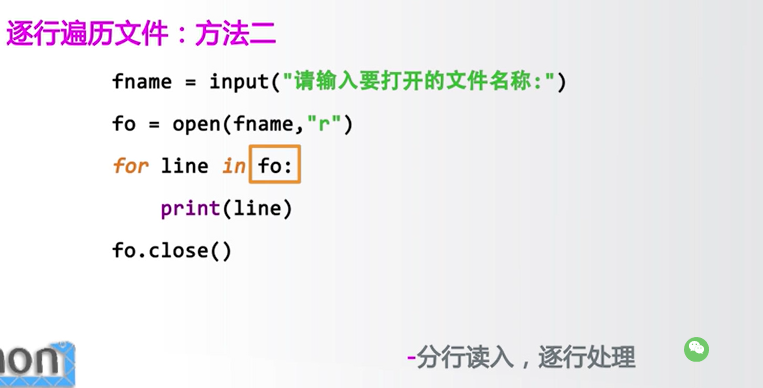 逐行遍历文件：方法二
fname = input("请输入要打开的文件名称:")
fo = open(fname,"r")
for line in fo:
    print(line)
fo.close()
-分行读入，逐行处理